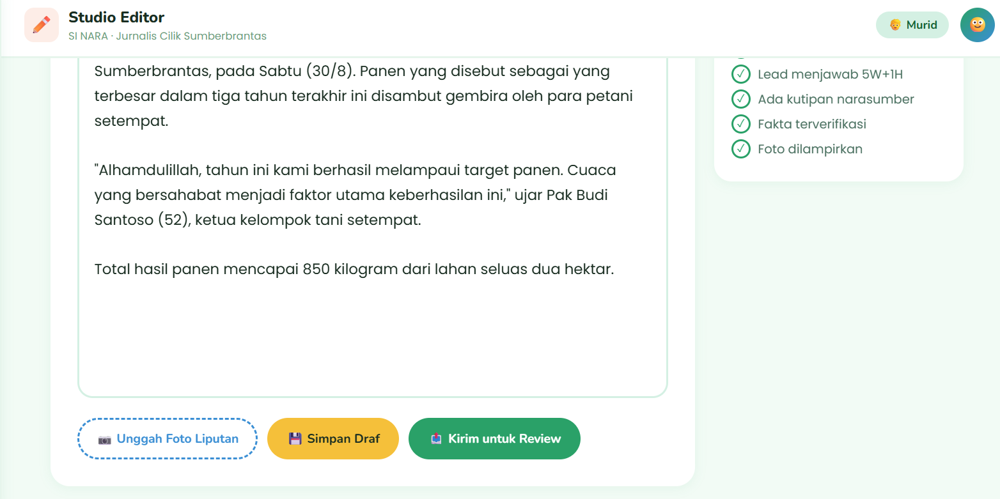 Studio Editor
SI NARA · Jurnalis Cilik Sumberbrantas
Murid
Sumberbrantas, pada Sabtu (30/8). Panen yang disebut sebagai yang
terbesar dalam tiga tahun terakhir ini disambut gembira oleh para petani
setempat.
"Alhamdulillah, tahun ini kami berhasil melampaui target panen. Cuaca
yang bersahabat menjadi faktor utama keberhasilan ini," ujar Pak Budi
Santoso (52), ketua kelompok tani setempat.
Total hasil panen mencapai 850 kilogram dari lahan seluas dua hektar.
Unggah Foto Liputan
Simpan Draf
Kirim untuk Review
Lead menjawab 5W+1H
Ada kutipan narasumber
Fakta terverifikasi
Foto dilampirkan